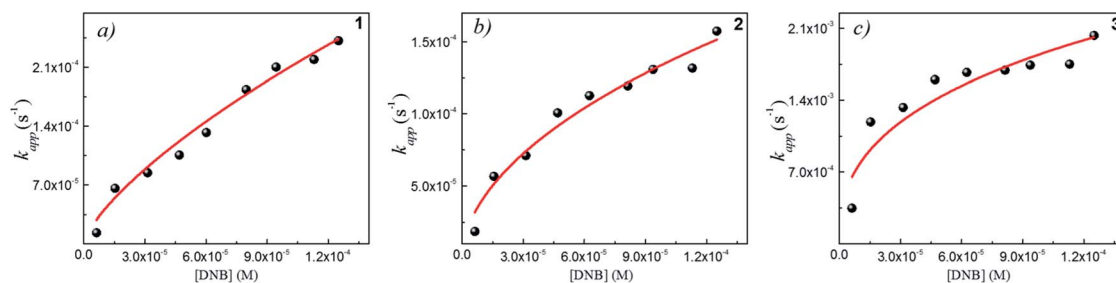 a) 1
2.1x10⁻⁴
1.4x10⁻⁴
7.0x10⁻⁵
k_app (s⁻¹)
0.0 3.0x10⁻⁵ 6.0x10⁻⁵ 9.0x10⁻⁵ 1.2x10⁻⁴
[DNB] (M)
b) 2
1.5x10⁻⁴
1.0x10⁻⁴
5.0x10⁻⁵
k_app (s⁻¹)
0.0 3.0x10⁻⁵ 6.0x10⁻⁵ 9.0x10⁻⁵ 1.2x10⁻⁴
[DNB] (M)
c) 3
2.1x10⁻³
1.4x10⁻³
7.0x10⁻⁴
k_app (s⁻¹)
0.0 3.0x10⁻⁵ 6.0x10⁻⁵ 9.0x10⁻⁵ 1.2x10⁻⁴
[DNB] (M)